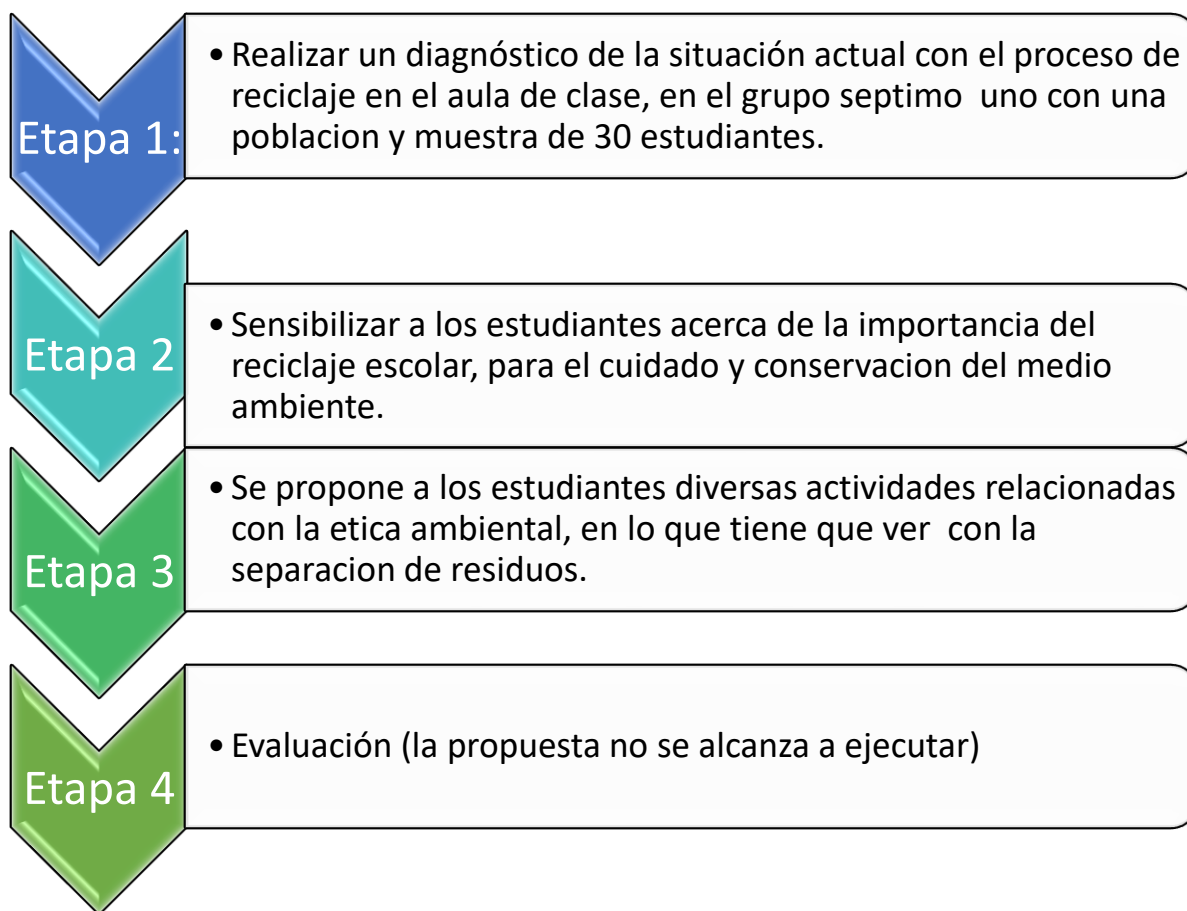 Etapa 1:
• Realizar un diagnóstico de la situación actual con el proceso de
reciclaje en el aula de clase, en el grupo septimo  uno con una
poblacion y muestra de 30 estudiantes.
Etapa 2
• Sensibilizar a los estudiantes acerca de la importancia del
reciclaje escolar, para el cuidado y conservacion del medio
ambiente.
Etapa 3
• Se propone a los estudiantes diversas actividades relacionadas
con la etica ambiental, en lo que tiene que ver  con la
separacion de residuos.
Etapa 4
• Evaluación (la propuesta no se alcanza a ejecutar)